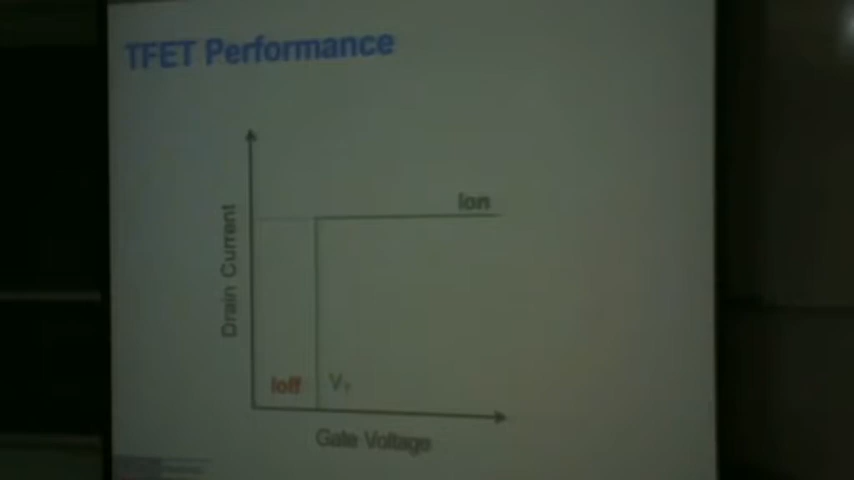 TFET Performance
Ion
Drain Current
Ioff
VT
Gate Voltage